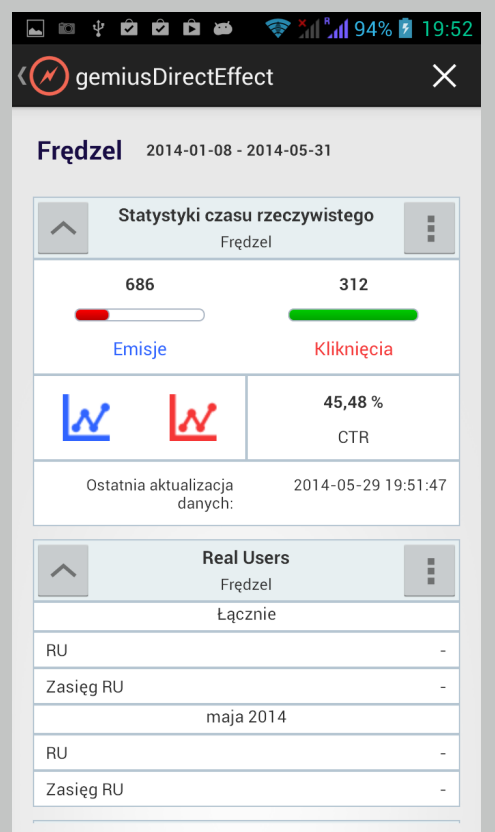 94% 19:52
gemiusDirectEffect
Frędzel 2014-01-08 - 2014-05-31
Statystyki czasu rzeczywistego
Frędzel
686 312
Emisje Kliknięcia
45,48 %
CTR
Ostatnia aktualizacja 2014-05-29 19:51:47
danych:
Real Users
Frędzel
Łącznie
RU -
Zasięg RU -
maja 2014
RU -
Zasięg RU -